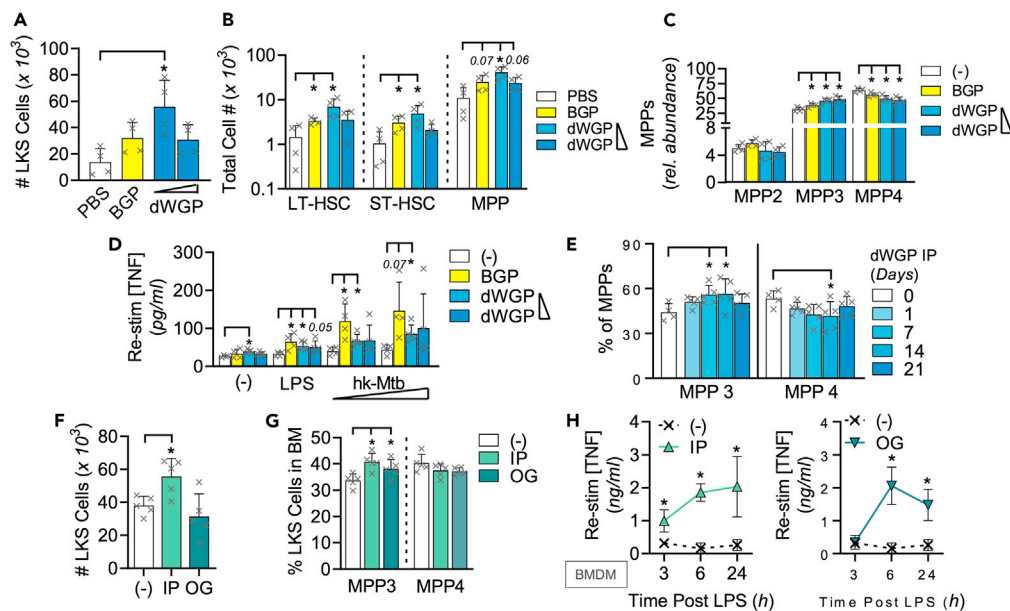 A
# LKS Cells (x 10³)
100
80
60
40
20
0
*
PBS
BGP
dWGP
B
Total Cell # (x 10³)
100
10
1
0.1
* *
* *
0.07 * 0.06
LT-HSC
ST-HSC
MPP
PBS
BGP
dWGP
dWGP
C
MPPs
(rel. abundance)
100
75
50
25
8
4
0
* * *
* * *
MPP2
MPP3
MPP4
(-)
BGP
dWGP
dWGP
D
Re-stim [TNF]
(pg/ml)
300
200
100
0
*
* * 0.05
* *
0.07 *
(-)
LPS
hk-Mtb
(-)
BGP
dWGP
dWGP
E
% of MPPs
90
60
30
0
* *
*
MPP 3
MPP 4
dWGP IP
(Days)
0
1
7
14
21
F
# LKS Cells (x 10³)
100
80
60
40
20
0
*
(-)
IP
OG
G
% LKS Cells in BM
50
40
30
20
10
0
* *
MPP3
MPP4
(-)
IP
OG
H
Re-stim [TNF]
(ng/ml)
4
3
2
1
0
(-)
IP
* * *
3 6 24
Time Post LPS (h)
BMDM
Re-stim [TNF]
(ng/ml)
4
3
2
1
0
(-)
OG
* *
3 6 24
Time Post LPS (h)